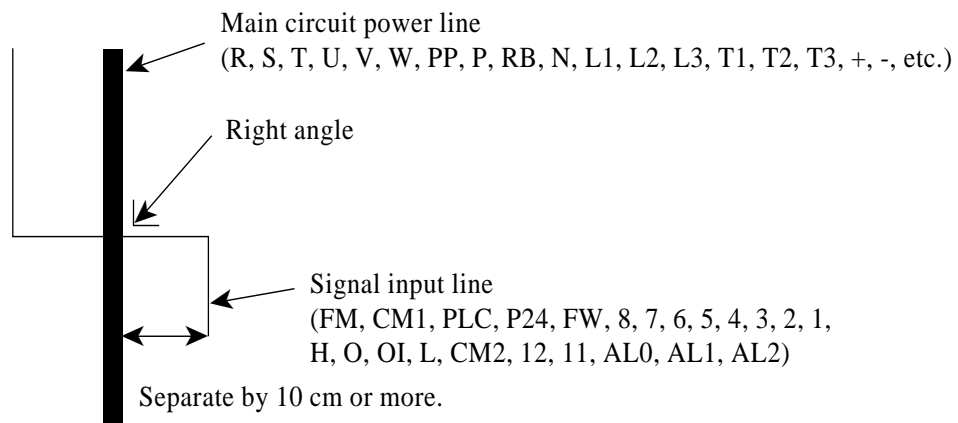 Main circuit power line
(R, S, T, U, V, W, PP, P, RB, N, L1, L2, L3, T1, T2, T3, +, -, etc.)
Right angle
Signal input line
(FM, CM1, PLC, P24, FW, 8, 7, 6, 5, 4, 3, 2, 1,
H, O, OI, L, CM2, 12, 11, AL0, AL1, AL2)
Separate by 10 cm or more.